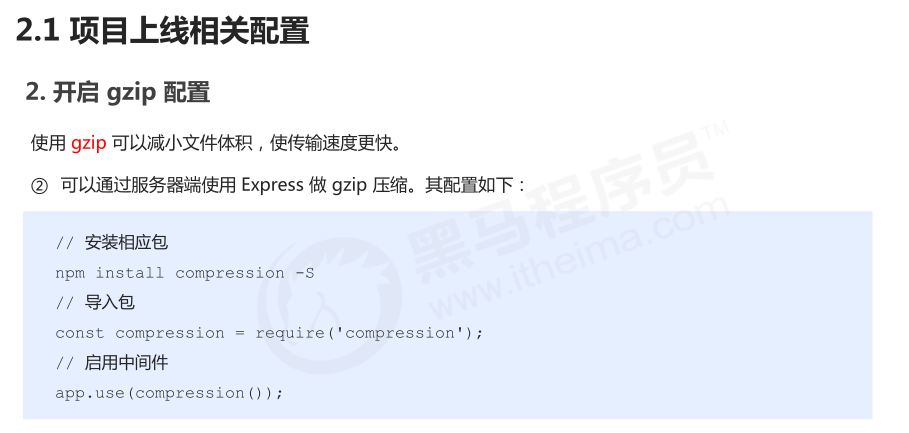 2.1 项目上线相关配置
2. 开启 gzip 配置
使用 gzip 可以减小文件体积，使传输速度更快。
② 可以通过服务器端使用 Express 做 gzip 压缩。其配置如下：
// 安装相应包
npm install compression -S
// 导入包
const compression = require('compression');
// 启用中间件
app.use(compression());
黑马程序员™
www.itheima.com